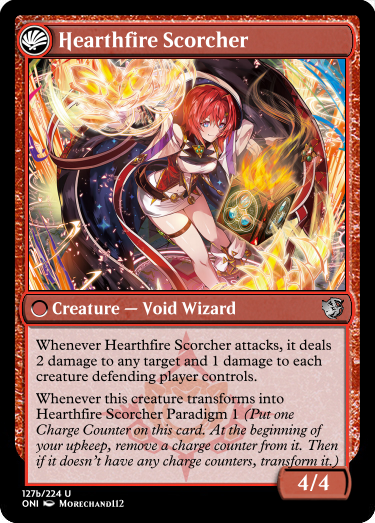 Hearthfire Scorcher
Creature — Void Wizard
Whenever Hearthfire Scorcher attacks, it deals
2 damage to any target and 1 damage to each
creature defending player controls.
Whenever this creature transforms into
Hearthfire Scorcher Paradigm 1 (Put one
Charge Counter on this card. At the beginning
of your upkeep, remove a charge counter from it. Then
if it doesn't have any charge counters, transform it.)
4/4
127b/224 U
ONI Morechand112